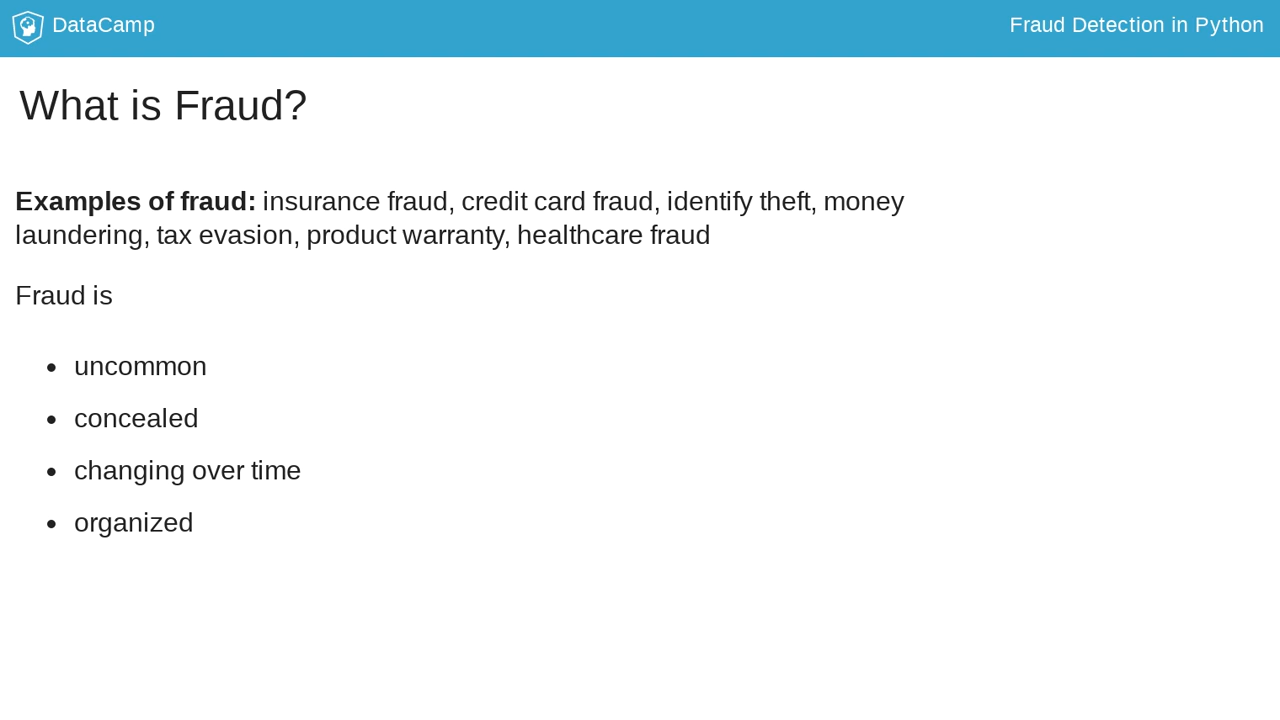 DataCamp
Fraud Detection in Python
What is Fraud?
Examples of fraud: insurance fraud, credit card fraud, identify theft, money
laundering, tax evasion, product warranty, healthcare fraud
Fraud is
• uncommon
• concealed
• changing over time
• organized